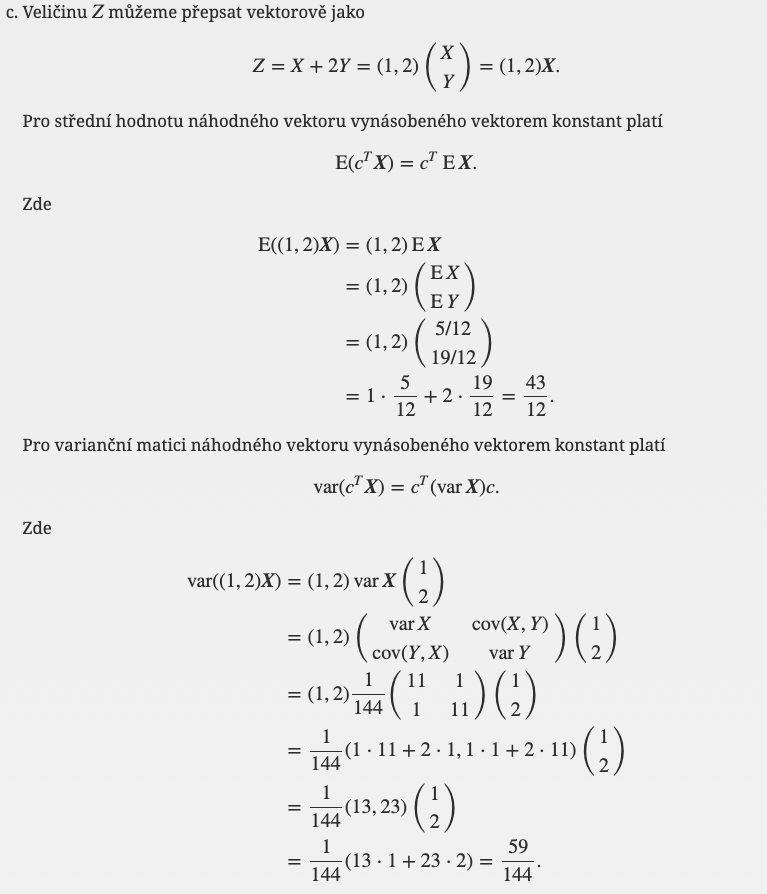 c. Veličinu Z můžeme přepsat vektorově jako
Z = X + 2Y = (1, 2) (X Y) = (1, 2)X.
Pro střední hodnotu náhodného vektoru vynásobeného vektorem konstant platí
E(c^T X) = c^T E X.
Zde
E((1, 2)X) = (1, 2) E X
= (1, 2) (E X E Y)
= (1, 2) (5/12 19/12)
= 1 · 5/12 + 2 · 19/12 = 43/12.
Pro varianční matici náhodného vektoru vynásobeného vektorem konstant platí
var(c^T X) = c^T (var X)c.
Zde
var((1, 2)X) = (1, 2) var X (1 2)
= (1, 2) (var X cov(X, Y) cov(Y, X) var Y) (1 2)
= (1, 2) 1/144 (11 1 1 11) (1 2)
= 1/144 (1 · 11 + 2 · 1, 1 · 1 + 2 · 11) (1 2)
= 1/144 (13, 23) (1 2)
= 1/144 (13 · 1 + 23 · 2) = 59/144.